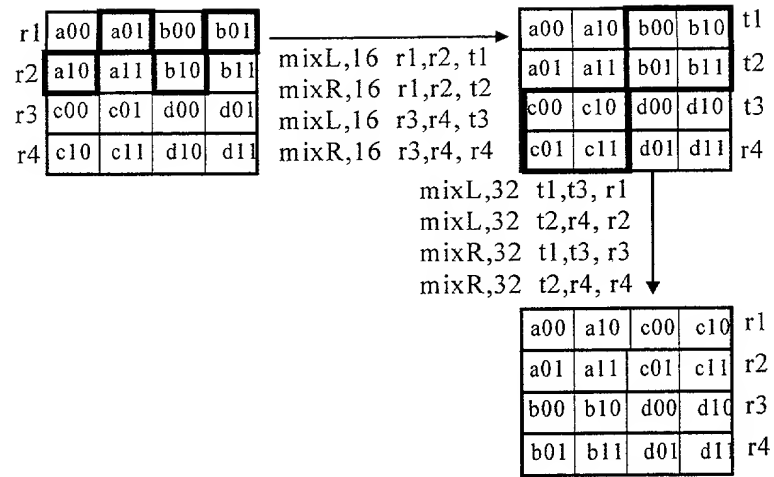 r1 a00 a01 b00 b01
r2 a10 a11 b10 b11
r3 c00 c01 d00 d01
r4 c10 c11 d10 d11
mixL,16 r1,r2, t1
mixR,16 r1,r2, t2
mixL,16 r3,r4, t3
mixR,16 r3,r4, r4
a00 a10 b00 b10 t1
a01 a11 b01 b11 t2
c00 c10 d00 d10 t3
c01 c11 d01 d11 r4
mixL,32 t1,t3, r1
mixL,32 t2,r4, r2
mixR,32 t1,t3, r3
mixR,32 t2,r4, r4
a00 a10 c00 c10 r1
a01 a11 c01 c11 r2
b00 b10 d00 d10 r3
b01 b11 d01 d11 r4